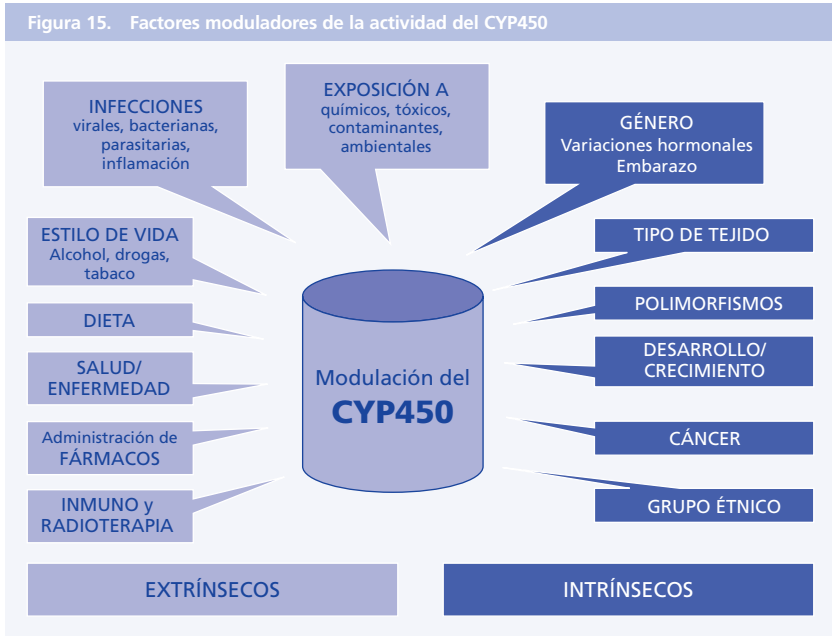 Figura 15. Factores moduladores de la actividad del CYP450
INFECCIONES
virales, bacterianas,
parasitarias,
inflamación
EXPOSICIÓN A
químicos, tóxicos,
contaminantes,
ambientales
GÉNERO
Variaciones hormonales
Embarazo
ESTILO DE VIDA
Alcohol, drogas,
tabaco
DIETA
SALUD/
ENFERMEDAD
Administración de
FÁRMACOS
INMUNO y
RADIOTERAPIA
Modulación del
CYP450
TIPO DE TEJIDO
POLIMORFISMOS
DESARROLLO/
CRECIMIENTO
CÁNCER
GRUPO ÉTNICO
EXTRÍNSECOS
INTRÍNSECOS